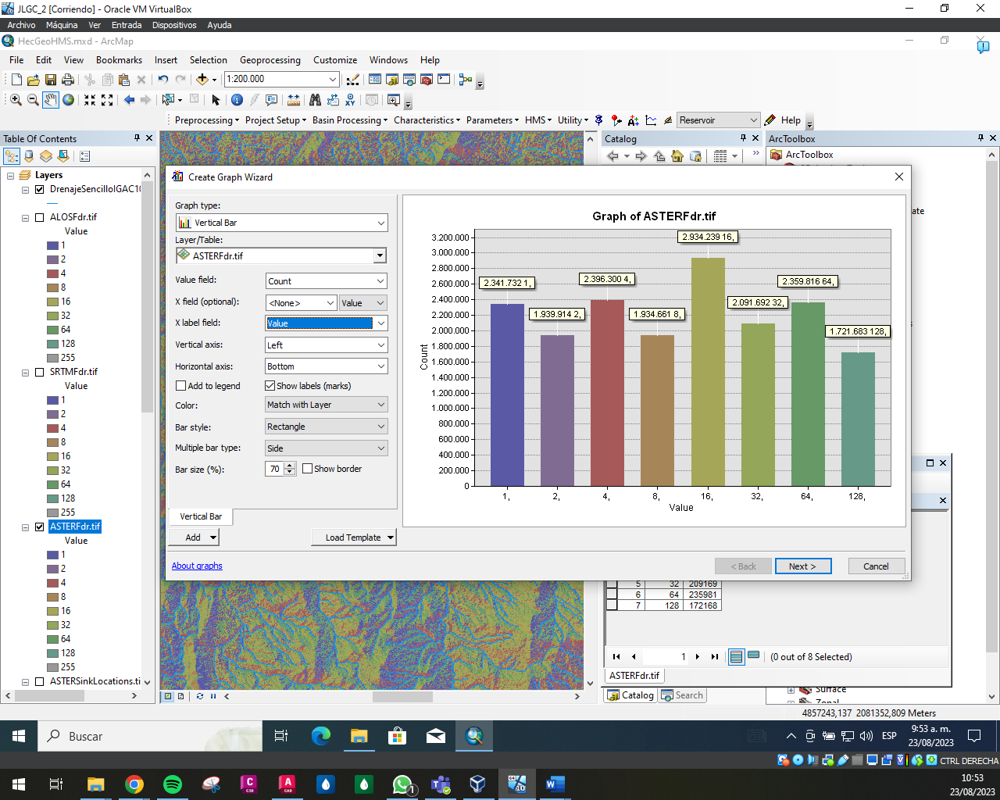 JLGC_2 [Corriendo] - Oracle VM VirtualBox
Archivo Máquina Ver Entrada Dispositivos Ayuda
HecGeoHMS.mxd - ArcMap
File Edit View Bookmarks Insert Selection Geoprocessing Customize Windows Help
1:200.000
Preprocessing Project Setup Basin Processing Characteristics Parameters HMS Utility Reservoir Help
Table Of Contents
Layers
DrenajeSencilloIGAC10
ALOSFdr.tif
Value
1
2
4
8
16
32
64
128
255
SRTMFdr.tif
Value
1
2
4
8
16
32
64
128
255
ASTERFdr.tif
Value
1
2
4
8
16
32
64
128
255
ASTERSinkLocations.ti
Catalog
ArcToolbox
ArcToolbox
Create Graph Wizard
Graph type:
Vertical Bar
Layer/Table:
ASTERFdr.tif
Value field: Count
X field (optional): <None> Value
X label field: Value
Vertical axis: Left
Horizontal axis: Bottom
Add to legend Show labels (marks)
Color: Match with Layer
Bar style: Rectangle
Multiple bar type: Side
Bar size (%): 70 Show border
Vertical Bar
Add Load Template
About graphs
< Back Next > Cancel
Graph of ASTERFdr.tif
3.200.000
3.000.000
2.800.000
2.600.000
2.400.000
2.200.000
2.000.000
1.800.000
1.600.000
1.400.000
1.200.000
1.000.000
800.000
600.000
400.000
200.000
0
Count
2.341.732 1,
1.939.914 2,
2.396.300 4,
1.934.661 8,
2.934.239 16,
2.091.692 32,
2.359.816 64,
1.721.683 128,
1, 2, 4, 8, 16, 32, 64, 128,
Value
5 32 209169
6 64 235981
7 128 172168
1 (0 out of 8 Selected)
ASTERFdr.tif
Catalog Search
Surface
Zonal
4857243,137 2081352,809 Meters
Buscar
ESP
9:53 a. m.
23/08/2023
CTRL DERECHA
10:53
23/08/2023